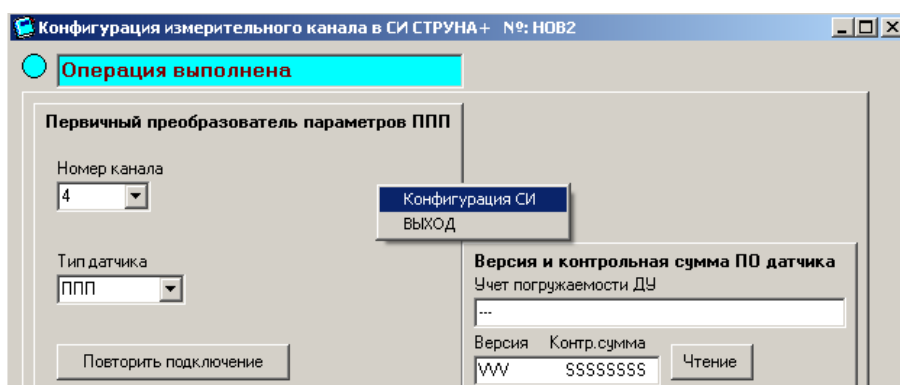 Конфигурация измерительного канала в СИ СТРУНА+ №: НОВ2
Операция выполнена
Первичный преобразователь параметров ППП
Номер канала
4
Конфигурация СИ
ВЫХОД
Тип датчика
ППП
Повторить подключение
Версия и контрольная сумма ПО датчика
Учет погружаемости ДУ
---
Версия Контр.сумма
VVV SSSSSSSS
Чтение